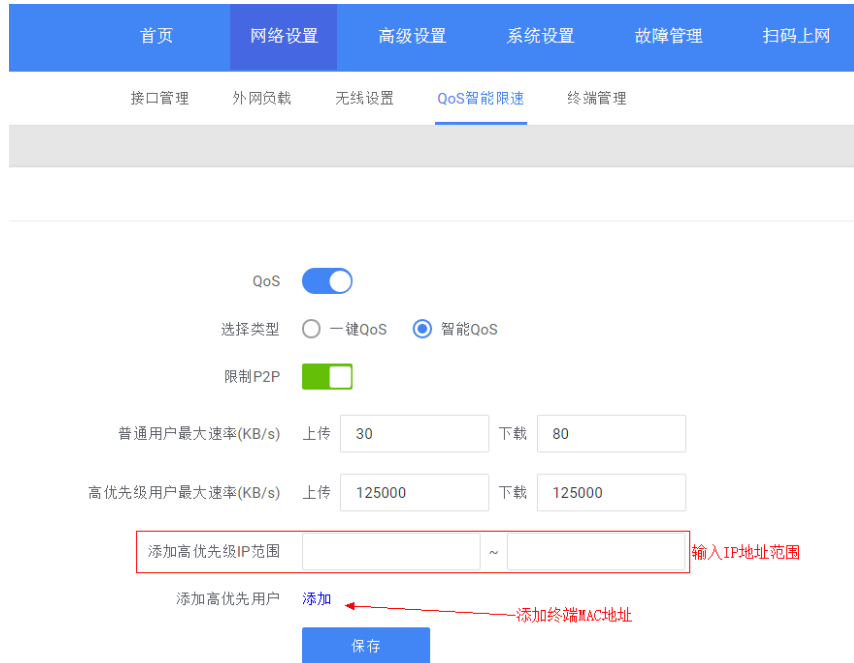 首页 网络设置 高级设置 系统设置 故障管理 扫码上网
接口管理 外网负载 无线设置 QoS智能限速 终端管理
QoS
选择类型 一键QoS 智能QoS
限制P2P
普通用户最大速率(KB/s) 上传 30 下载 80
高优先级用户最大速率(KB/s) 上传 125000 下载 125000
添加高优先级IP范围 ~ 输入IP地址范围
添加高优先用户 添加 添加终端MAC地址
保存